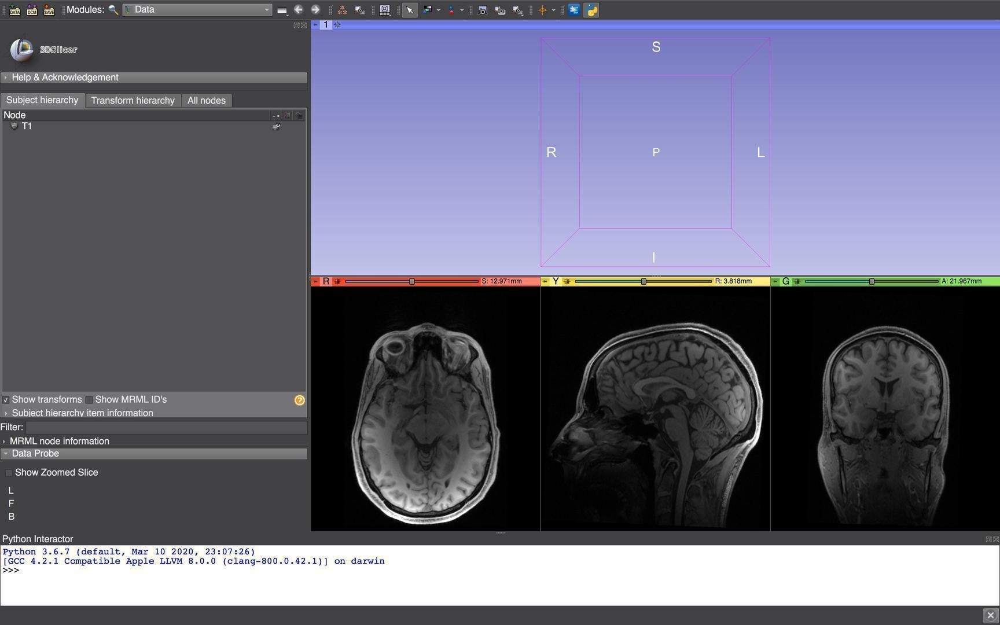 DATA DCM SAVE Modules: Data
1
3DSlicer
Help & Acknowledgement
Subject hierarchy Transform hierarchy All nodes
Node
T1
S
R P L
I
R S: 12.971mm Y R: 3.818mm G A: 21.967mm
Show transforms Show MRML ID's ?
Subject hierarchy item information
Filter:
MRML node information
Data Probe
Show Zoomed Slice
L
F
B
Python Interactor
Python 3.6.7 (default, Mar 10 2020, 23:07:26)
[GCC 4.2.1 Compatible Apple LLVM 8.0.0 (clang-800.0.42.1)] on darwin
>>>